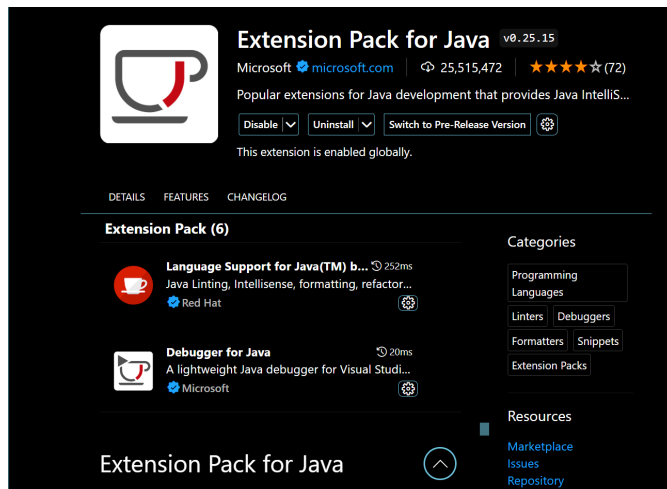 Extension Pack for Java v0.25.15
Microsoft microsoft.com 25,515,472 (72)
Popular extensions for Java development that provides Java IntelliS...
Disable Uninstall Switch to Pre-Release Version
This extension is enabled globally.
DETAILS FEATURES CHANGELOG
Extension Pack (6)
Language Support for Java(TM) b... 252ms
Java Linting, Intellisense, formatting, refactor...
Red Hat
Debugger for Java 20ms
A lightweight Java debugger for Visual Studi...
Microsoft
Extension Pack for Java
Categories
Programming
Languages
Linters Debuggers
Formatters Snippets
Extension Packs
Resources
Marketplace
Issues
Repository